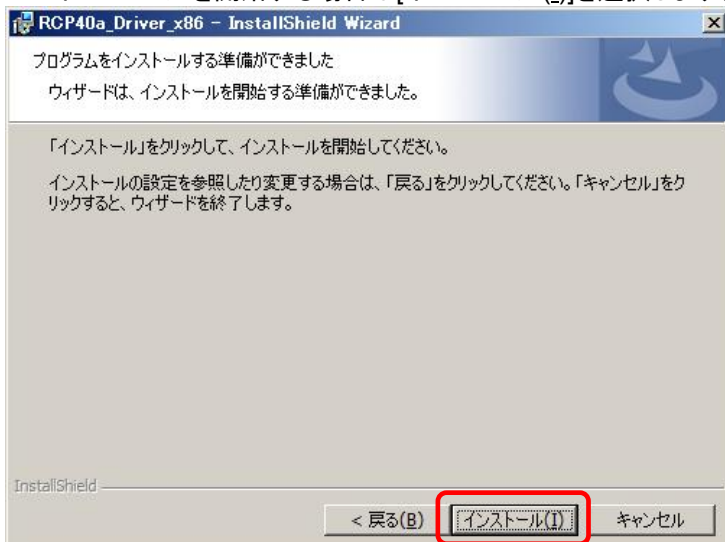 RCP40a_Driver_x86 - InstallShield Wizard
プログラムをインストールする準備ができました
ウィザードは、インストールを開始する準備ができました。
「インストール」をクリックして、インストールを開始してください。
インストールの設定を参照したり変更する場合は、「戻る」をクリックしてください。「キャンセル」をク
リックすると、ウィザードを終了します。
InstallShield
< 戻る(B) インストール(I) キャンセル